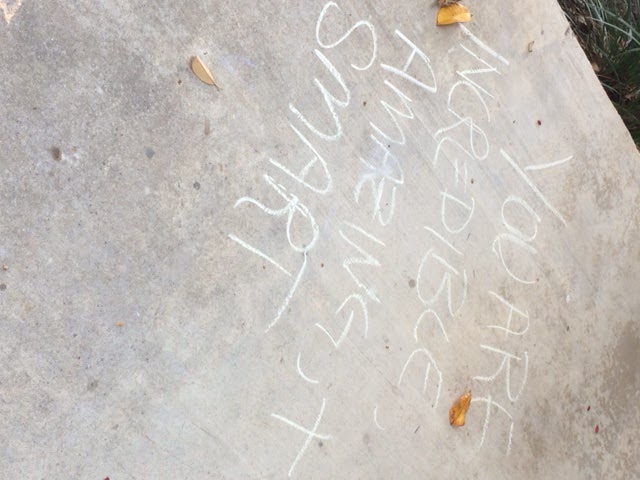 YOU ARE
INCREDIBLE,
AMAZING, +
SMART